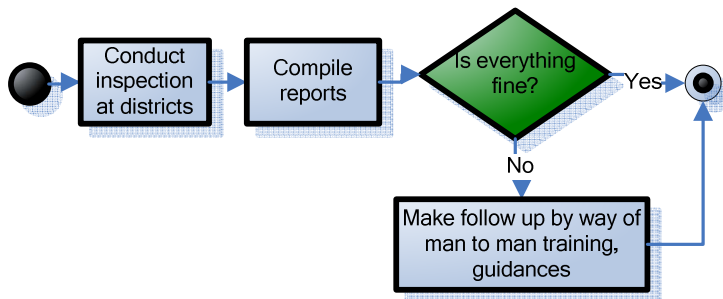 Conduct
inspection
at districts
Compile
reports
Is everything
fine?
Yes
No
Make follow up by way of
man to man training,
guidances